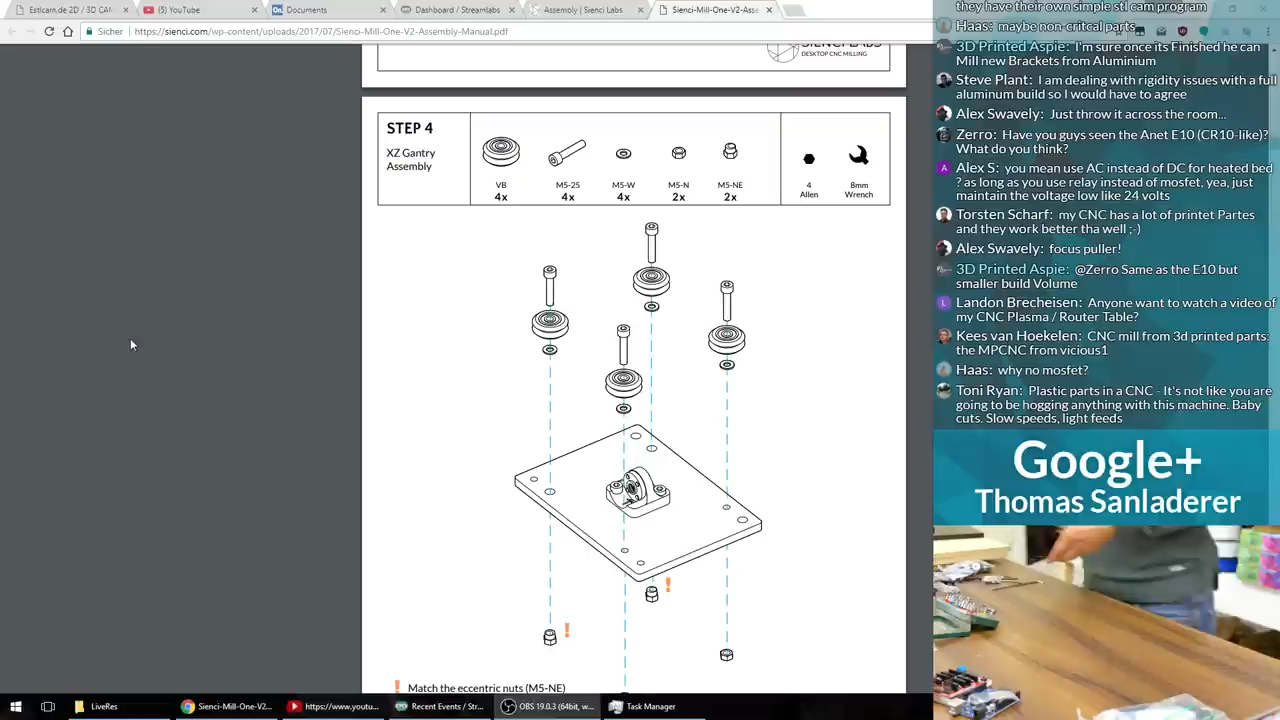 Esticam.de 2D / 3D CAM
(5) YouTube
Documents
Dashboard / Streamlabs
Assembly | Sienci Labs
Sienci-Mill-One-V2-Asse
Sicher
https://sienci.com/wp-content/uploads/2017/07/Sienci-Mill-One-V2-Assembly-Manual.pdf
SIENCI LABS
DESKTOP CNC MILLING
STEP 4
XZ Gantry
Assembly
VB
4x
M5-25
4x
M5-W
4x
M5-N
2x
M5-NE
2x
4
Allen
8mm
Wrench
!
!
! Match the eccentric nuts (M5-NE)
they have their own simple stl cam program
Haas: maybe non-critcal parts
3D Printed Aspie: I'm sure once its Finished he can
Mill new Brackets from Aluminium
Steve Plant: I am dealing with rigidity issues with a full
aluminum build so I would have to agree
Alex Swavely: Just throw it across the room...
Zerro: Have you guys seen the Anet E10 (CR10-like)?
What do you think?
A
Alex S: you mean use AC instead of DC for heated bed
? as long as you use relay instead of mosfet, yea, just
maintain the voltage low like 24 volts
Torsten Scharf: my CNC has a lot of printet Partes
and they work better tha well ;-)
Alex Swavely: focus puller!
3D Printed Aspie: @Zerro Same as the E10 but
smaller build Volume
L
Landon Brecheisen: Anyone want to watch a video of
my CNC Plasma / Router Table?
Kees van Hoekelen: CNC mill from 3d printed parts:
the MPCNC from vicious1
Haas: why no mosfet?
Toni Ryan: Plastic parts in a CNC - It's not like you are
going to be hogging anything with this machine. Baby
cuts. Slow speeds, light feeds
Google+
Thomas Sanladerer
LiveRes
Sienci-Mill-One-V2...
https://www.youtu...
Recent Events / Str...
OBS 19.0.3 (64bit, w...
Task Manager